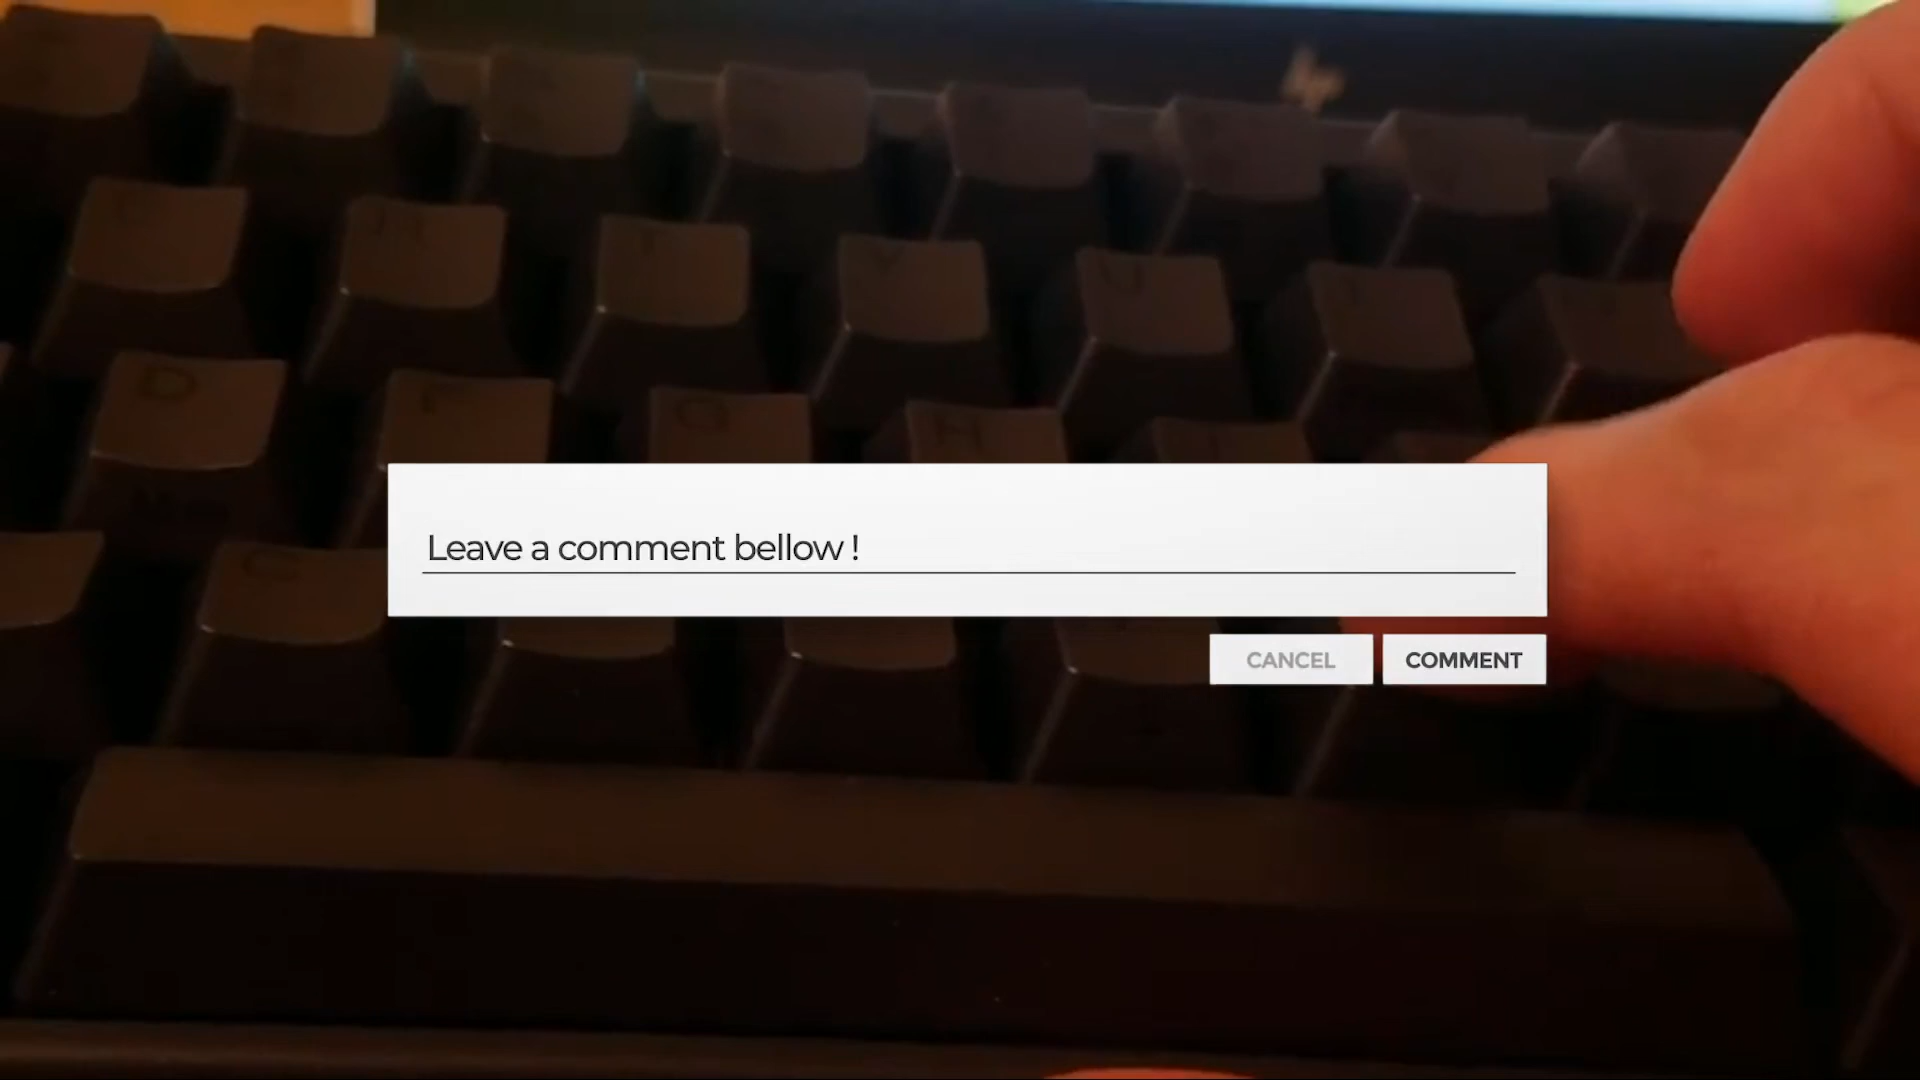 E R T Y U I
D F G H J
Leave a comment bellow !
C
CANCEL COMMENT